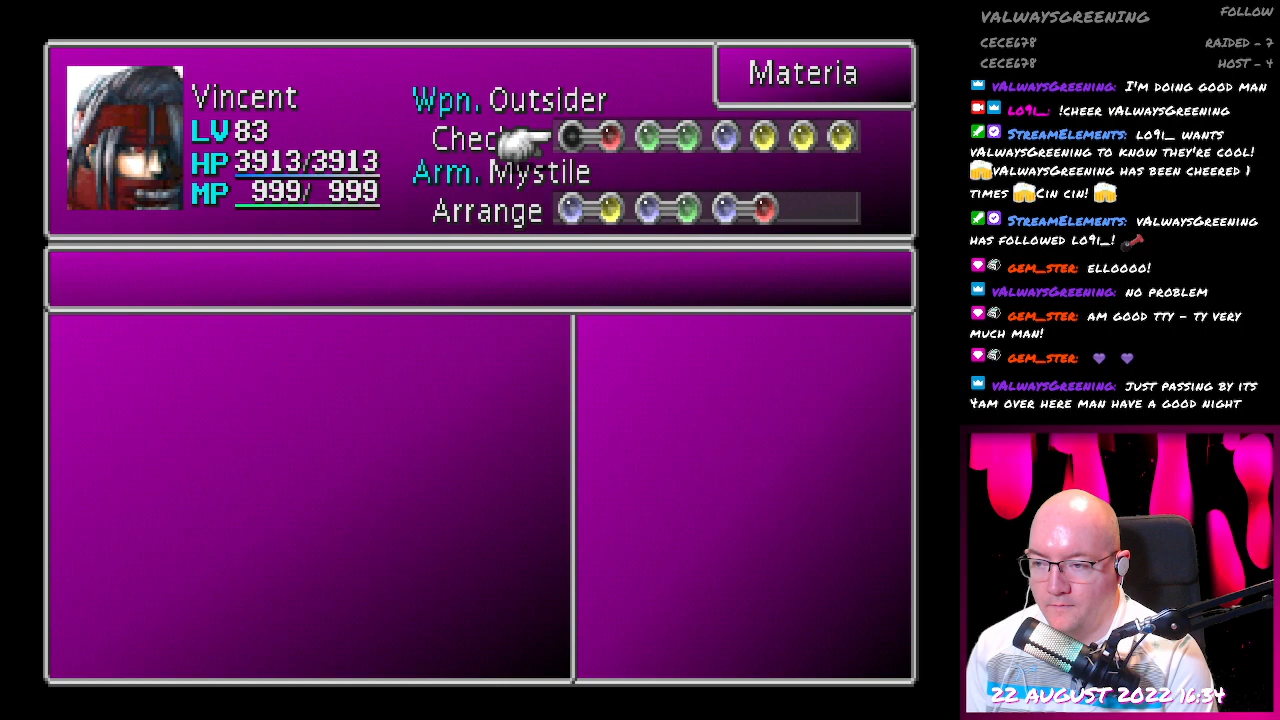 Materia
Vincent
LV 83
HP 3913/3913
MP 999/ 999
Wpn. Outsider
Chec
Arm. Mystile
Arrange
VALWAYSGREENING FOLLOW
CECE678 RAIDED - 7
CECE678 HOST - 4
VALWAYSGREENING: I'M DOING GOOD MAN
LO9I_: !CHEER VALWAYSGREENING
STREAMELEMENTS: LO9I_ WANTS
VALWAYSGREENING TO KNOW THEY'RE COOL!
VALWAYSGREENING HAS BEEN CHEERED 1
TIMES CIN CIN!
STREAMELEMENTS: VALWAYSGREENING
HAS FOLLOWED LO9I_!
GEM_STER: ELLOOOO!
VALWAYSGREENING: NO PROBLEM
GEM_STER: AM GOOD TTY - TY VERY
MUCH MAN!
GEM_STER:
VALWAYSGREENING: JUST PASSING BY ITS
4AM OVER HERE MAN HAVE A GOOD NIGHT
22 AUGUST 2022 16:34